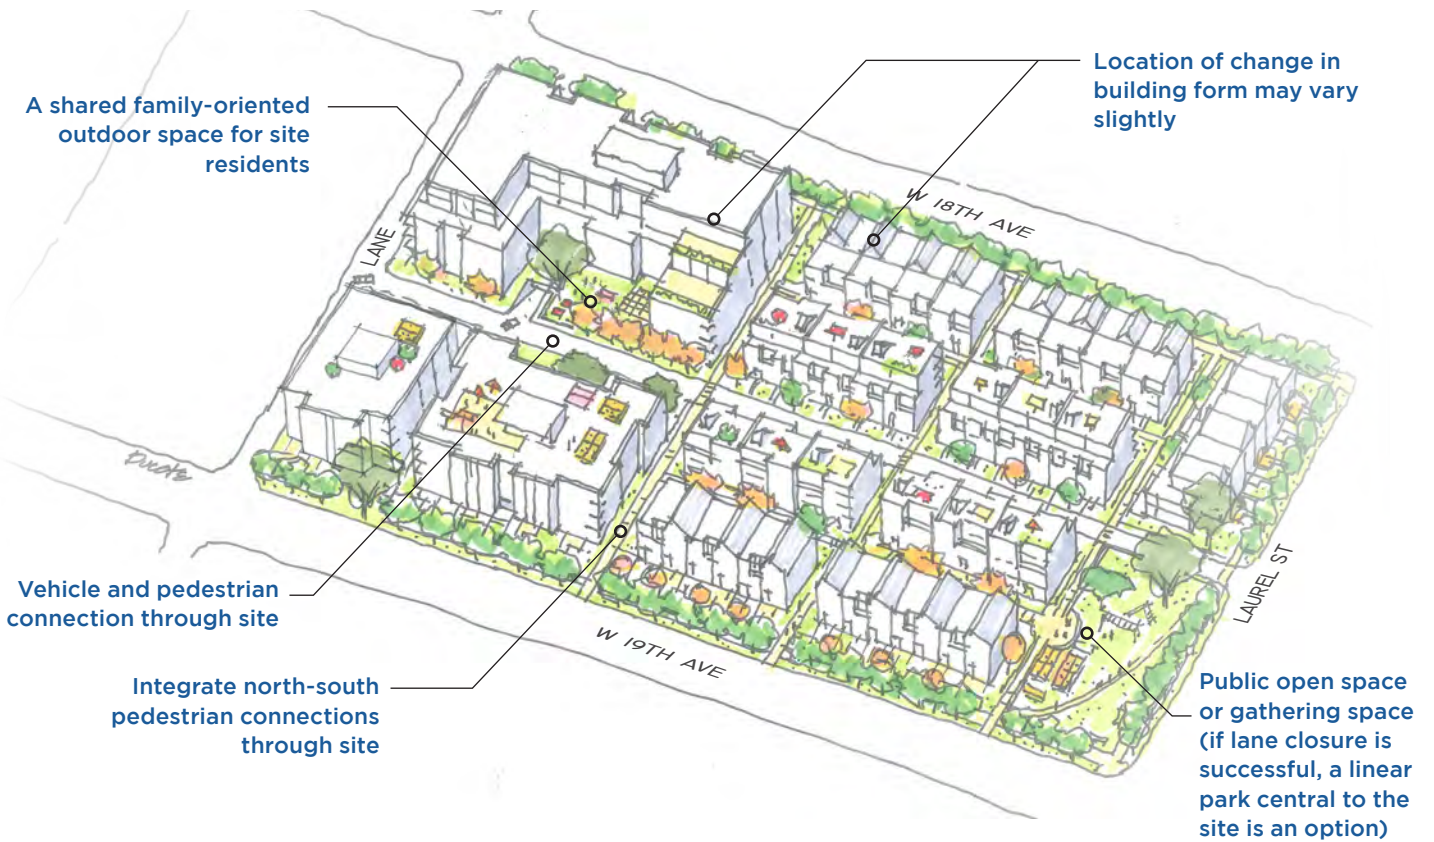 Location of change in
building form may vary
slightly
A shared family-oriented
outdoor space for site
residents
W 18TH AVE
LANE
LAUREL ST
Vehicle and pedestrian
connection through site
W 19TH AVE
Integrate north-south
pedestrian connections
through site
Public open space
or gathering space
(if lane closure is
successful, a linear
park central to the
site is an option)